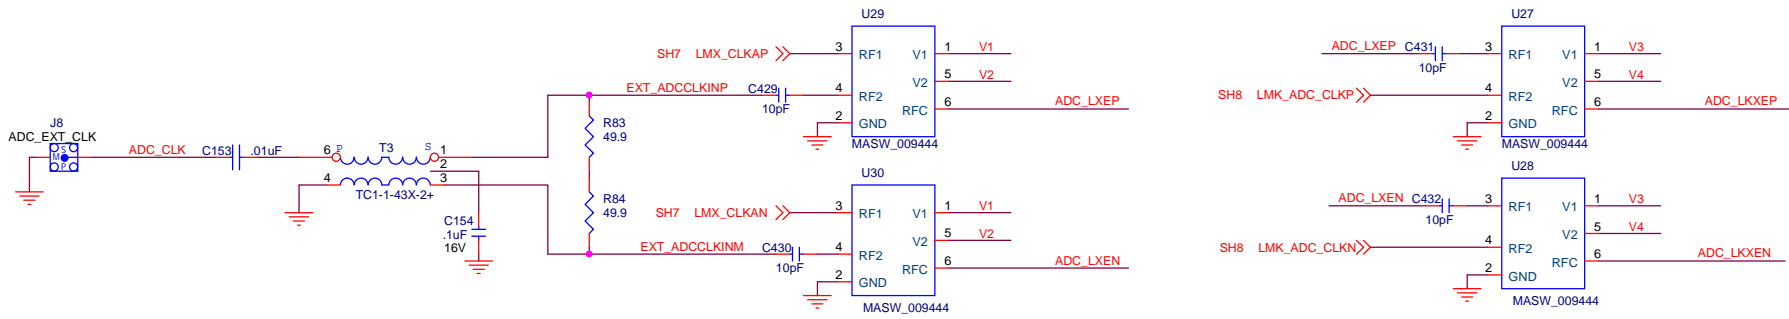 J8
ADC_EXT_CLK
S
M
P
ADC_CLK
C153
.01uF
6
P
T3
S
1
2
4
3
TC1-1-43X-2+
C154
.1uF
16V
R83
49.9
R84
49.9
EXT_ADCCLKINP
C429
10pF
EXT_ADCCLKINM
C430
10pF
U29
SH7 LMX_CLKAP
3 RF1 V1 1 V1
V2 5 V2
4 RF2
RFC 6 ADC_LXEP
2 GND
MASW_009444
U30
SH7 LMX_CLKAN
3 RF1 V1 1 V1
V2 5 V2
4 RF2
RFC 6 ADC_LXEN
2 GND
MASW_009444
U27
ADC_LXEP C431
10pF
3 RF1 V1 1 V3
V2 5 V4
SH8 LMK_ADC_CLKP
4 RF2
RFC 6 ADC_LKXEP
2 GND
MASW_009444
U28
ADC_LXEN C432
10pF
3 RF1 V1 1 V3
V2 5 V4
SH8 LMK_ADC_CLKN
4 RF2
RFC 6 ADC_LKXEN
2 GND
MASW_009444